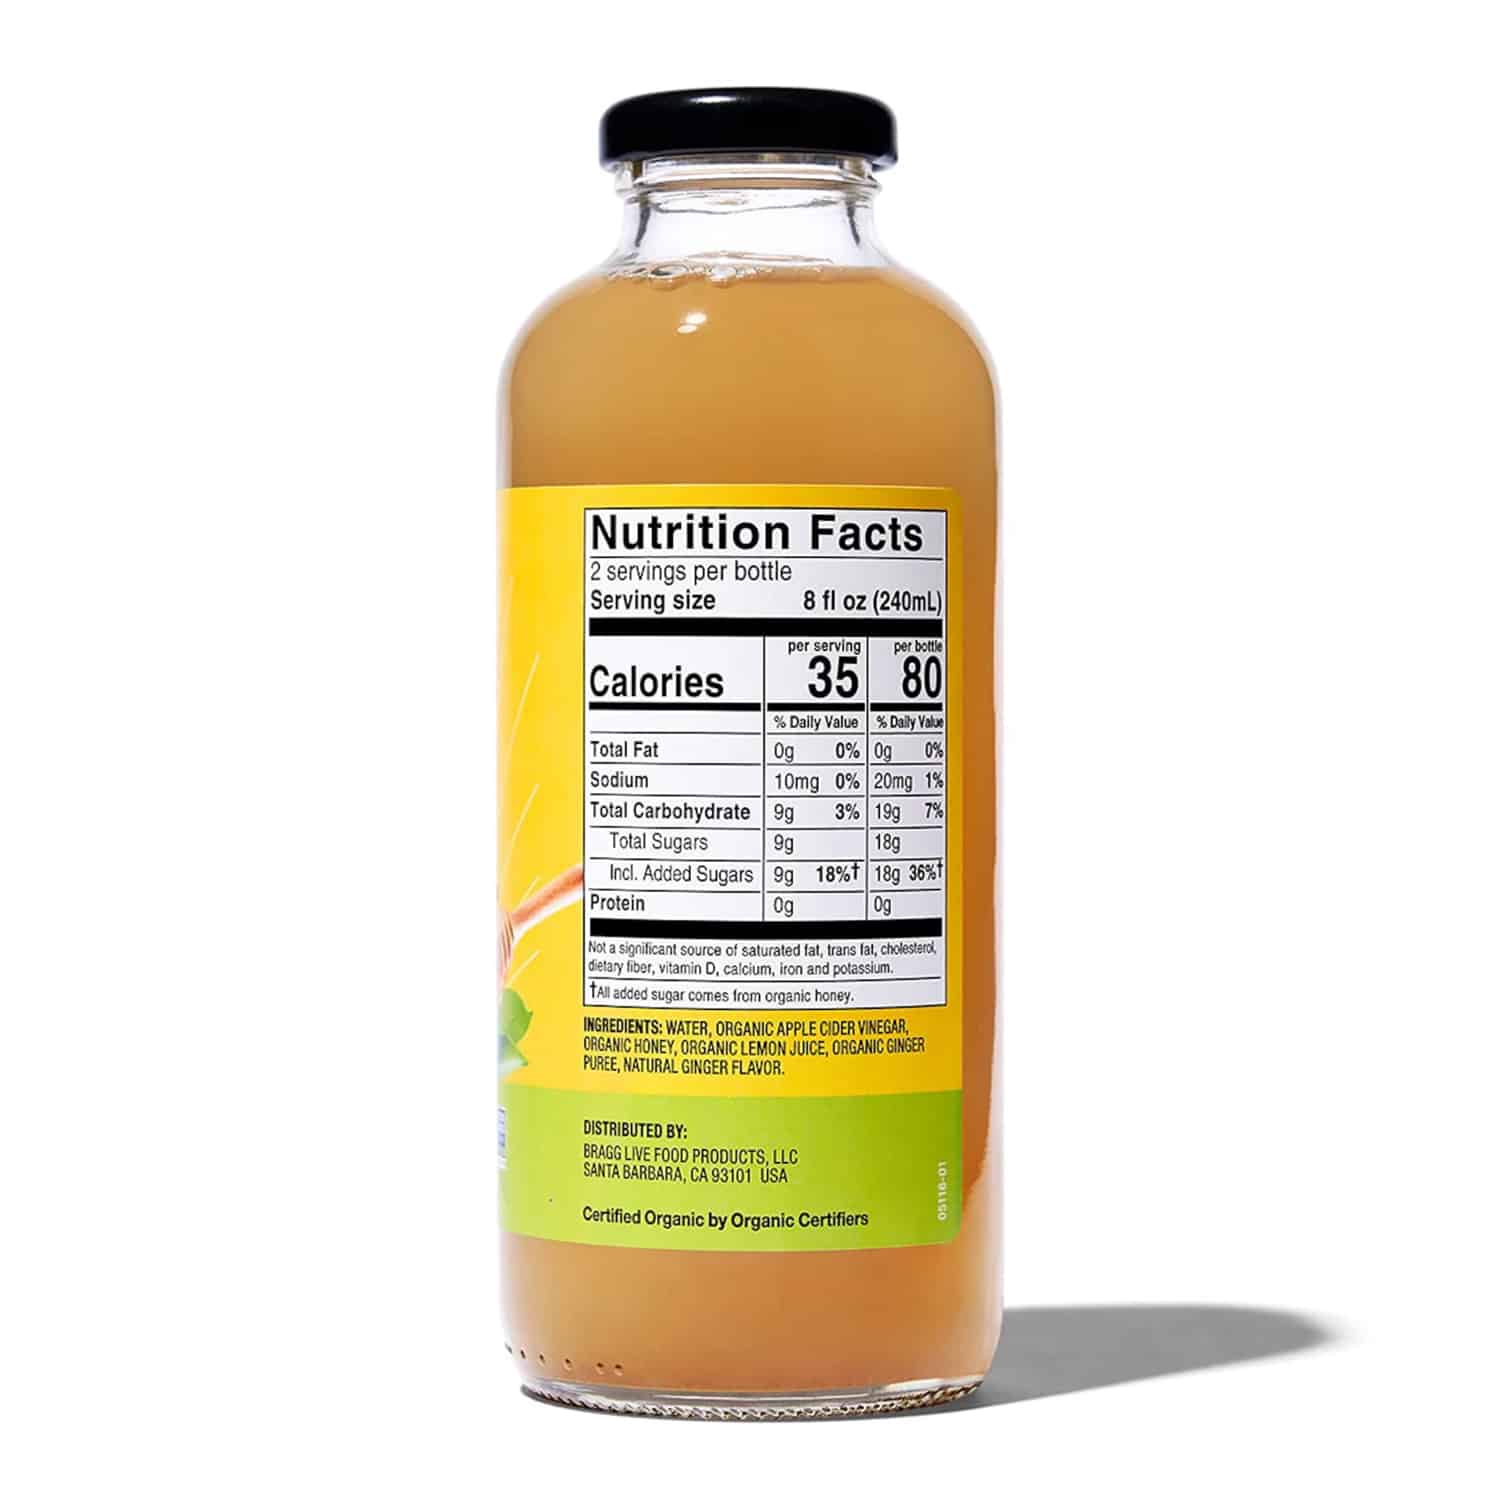 Nutrition Facts
2 servings per bottle
Serving size 8 fl oz (240mL)
per serving per bottle
Calories 35 80
% Daily Value % Daily Value
Total Fat 0g 0% 0g 0%
Sodium 10mg 0% 20mg 1%
Total Carbohydrate 9g 3% 19g 7%
Total Sugars 9g 18g
Incl. Added Sugars 9g 18%† 18g 36%†
Protein 0g 0g
Not a significant source of saturated fat, trans fat, cholesterol,
dietary fiber, vitamin D, calcium, iron and potassium.
†All added sugar comes from organic honey.
INGREDIENTS: WATER, ORGANIC APPLE CIDER VINEGAR,
ORGANIC HONEY, ORGANIC LEMON JUICE, ORGANIC GINGER
PUREE, NATURAL GINGER FLAVOR.
DISTRIBUTED BY:
BRAGG LIVE FOOD PRODUCTS, LLC
SANTA BARBARA, CA 93101 USA
Certified Organic by Organic Certifiers
05116-01